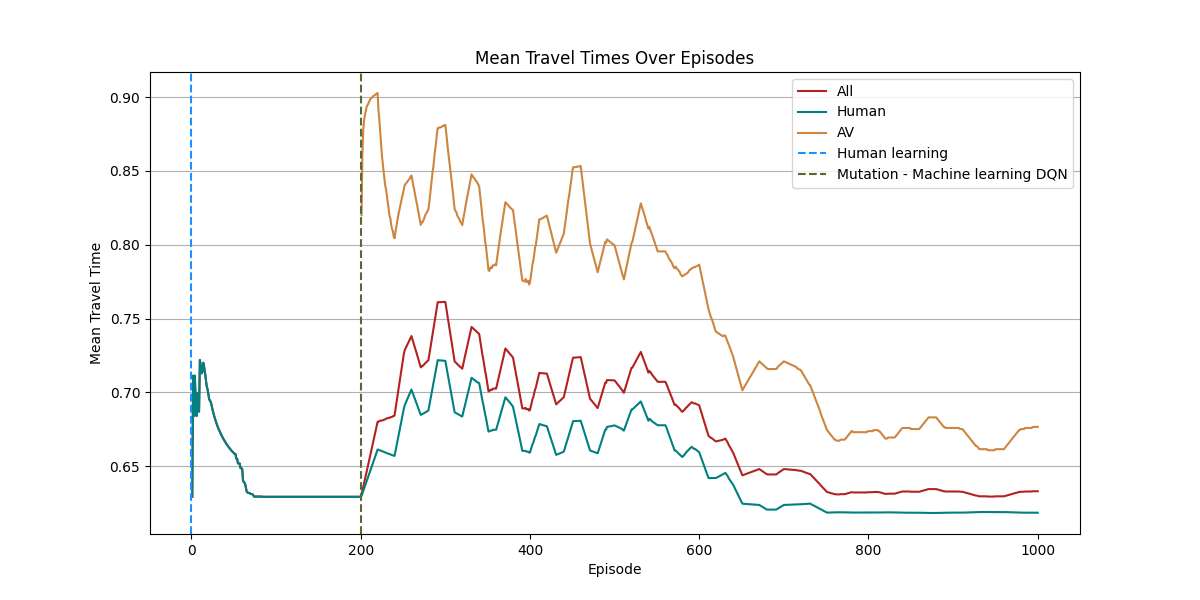 Mean Travel Times Over Episodes
Mean Travel Time
0.90
0.85
0.80
0.75
0.70
0.65
0
200
400
600
800
1000
Episode
All
Human
AV
Human learning
Mutation - Machine learning DQN